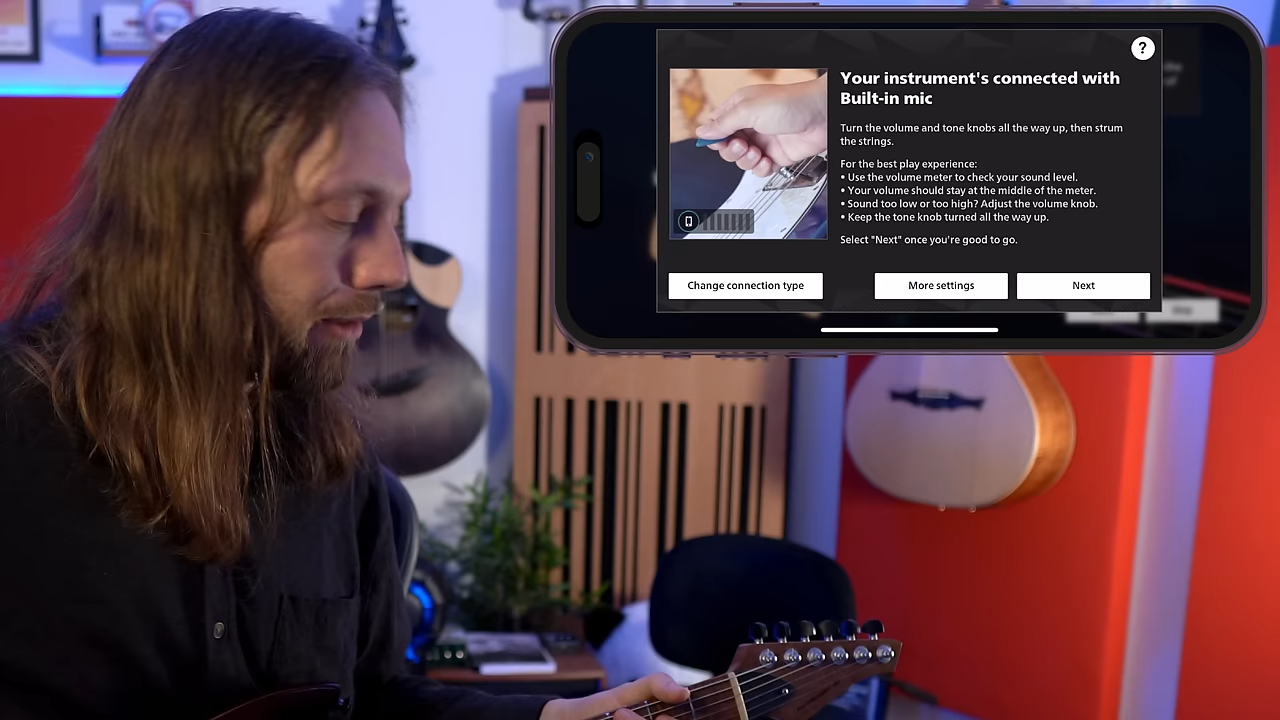 ?
Your instrument's connected with
Built-in mic
Turn the volume and tone knobs all the way up, then strum
the strings.
For the best play experience:
• Use the volume meter to check your sound level.
• Your volume should stay at the middle of the meter.
• Sound too low or too high? Adjust the volume knob.
• Keep the tone knob turned all the way up.
Select "Next" once you're good to go.
Change connection type
More settings
Next